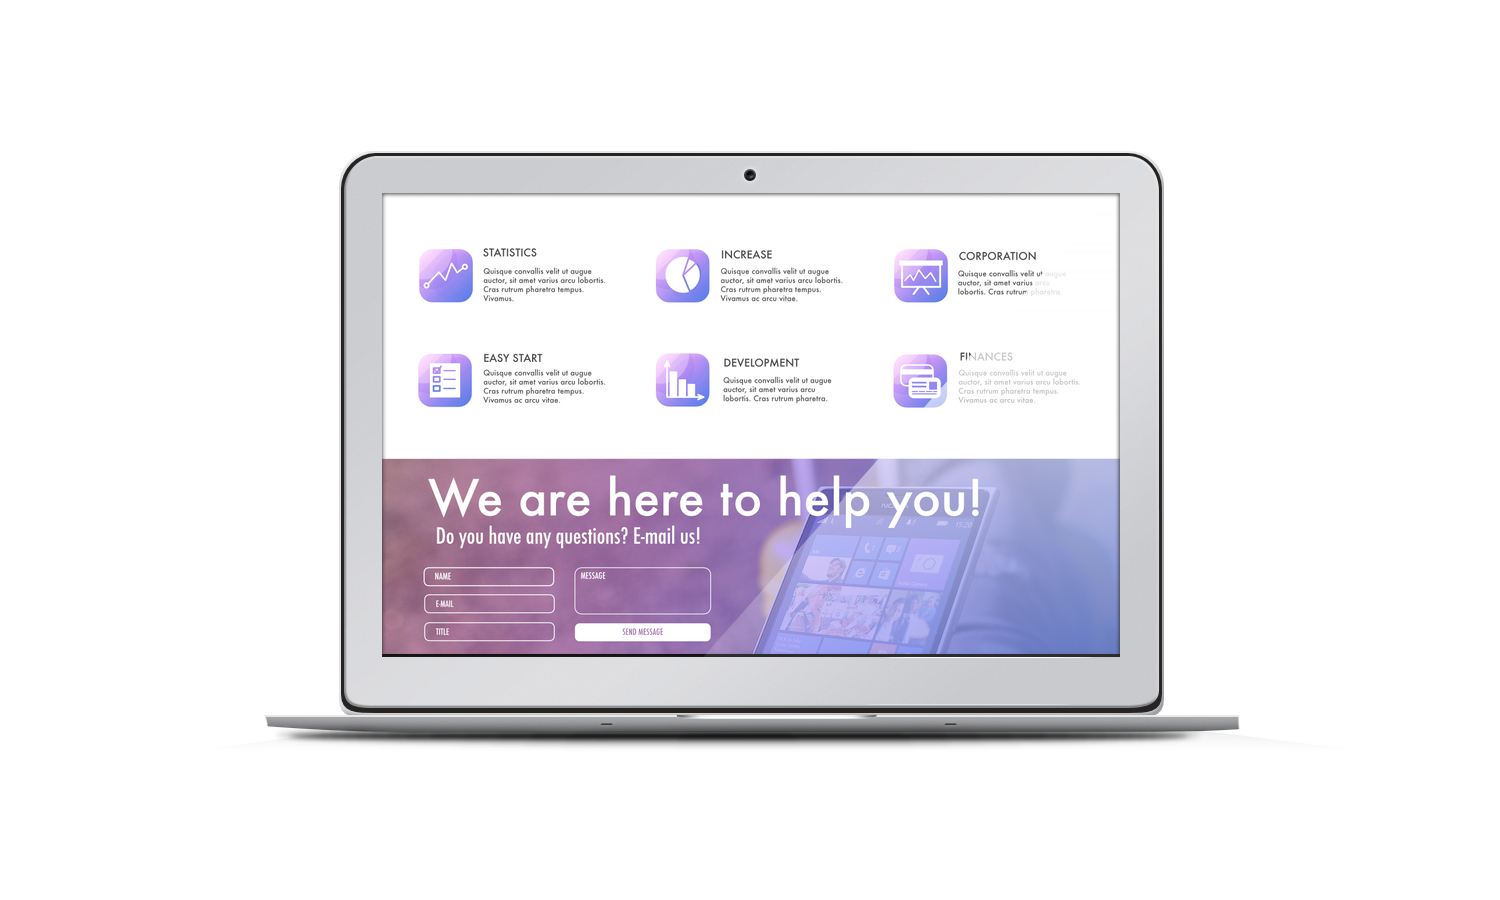 STATISTICS
Quisque convallis velit ut augue
auctor, sit amet varius arcu lobortis.
Cras rutrum pharetra tempus.
Vivamus.
INCREASE
Quisque convallis velit ut augue
auctor, sit amet varius arcu lobortis.
Cras rutrum pharetra tempus.
Vivamus ac arcu vitae.
CORPORATION
Quisque convallis velit ut augue
auctor, sit amet varius arcu
lobortis. Cras rutrum pharetra.
EASY START
Quisque convallis velit ut augue
auctor, sit amet varius arcu lobortis.
Cras rutrum pharetra tempus.
Vivamus ac arcu vitae.
DEVELOPMENT
Quisque convallis velit ut augue
auctor, sit amet varius arcu
lobortis. Cras rutrum pharetra.
FINANCES
Quisque convallis velit ut augue
auctor, sit amet varius arcu lobortis.
Cras rutrum pharetra tempus.
Vivamus ac arcu vitae.
We are here to help you!
Do you have any questions? E-mail us!
NAME
E-MAIL
TITLE
MESSAGE
SEND MESSAGE
15:20